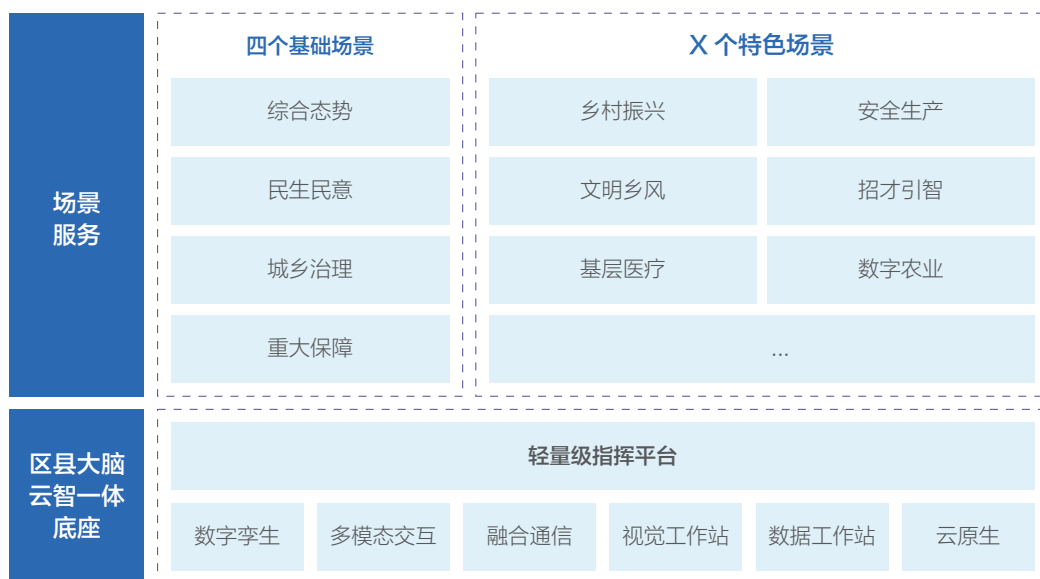 场景
服务
四个基础场景
综合态势
民生民意
城乡治理
重大保障
X 个特色场景
乡村振兴
安全生产
文明乡风
招才引智
基层医疗
数字农业
...
区县大脑
云智一体
底座
轻量级指挥平台
数字孪生
多模态交互
融合通信
视觉工作站
数据工作站
云原生